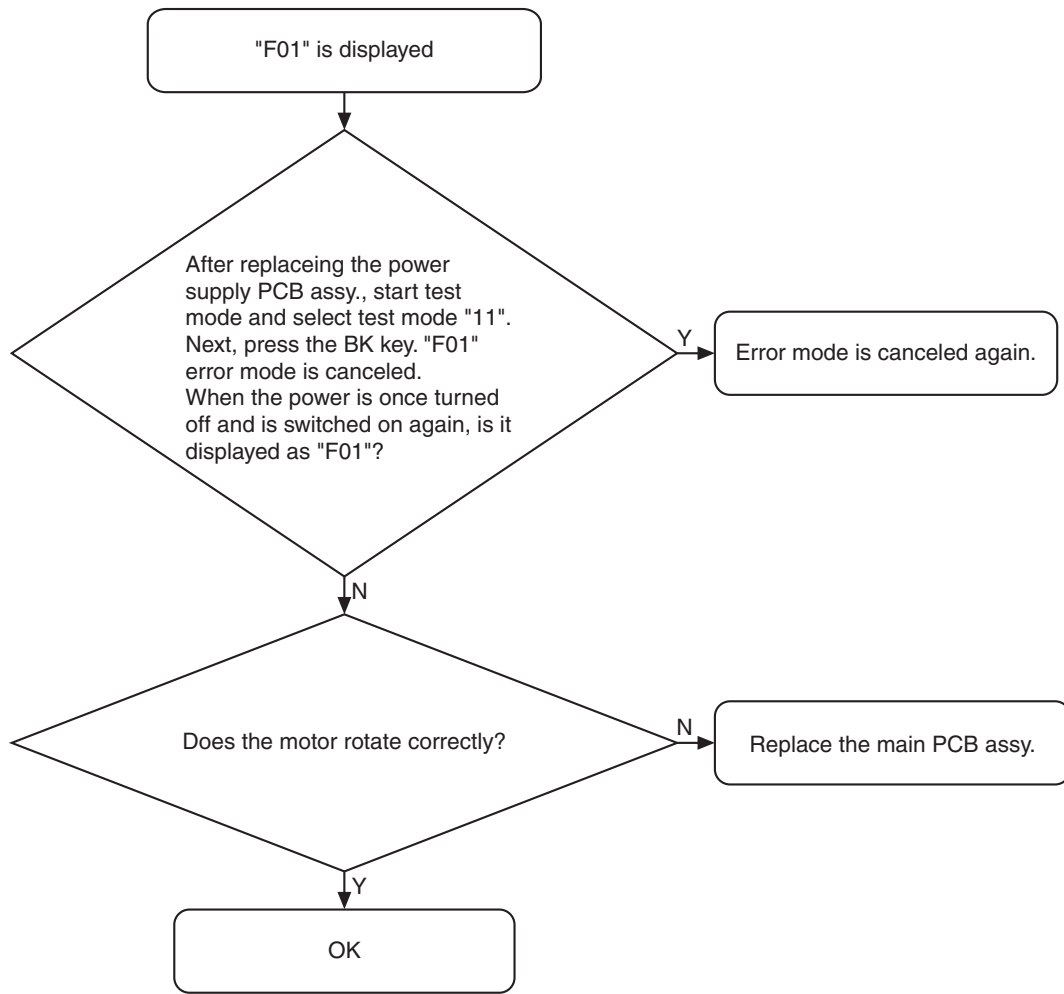 "F01" is displayed
After replaceing the power
supply PCB assy., start test
mode and select test mode "11".
Next, press the BK key. "F01"
error mode is canceled.
When the power is once turned
off and is switched on again, is it
displayed as "F01"?
Y
Error mode is canceled again.
N
Does the motor rotate correctly?
N
Replace the main PCB assy.
Y
OK